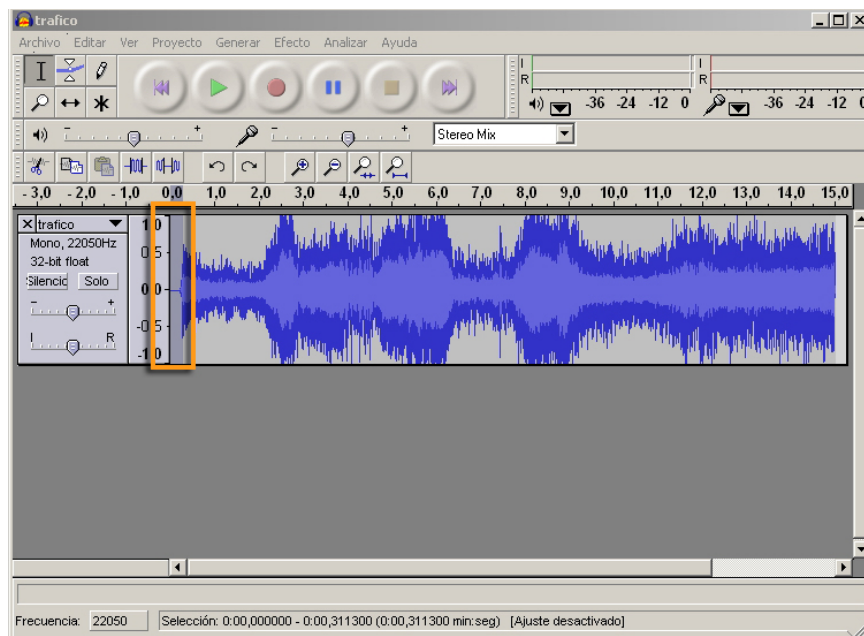 trafico
Archivo Editar Ver Proyecto Generar Efecto Analizar Ayuda
I
R
-36 -24 -12 0
I
R
-36 -24 -12 0
- + - + Stereo Mix
- 3,0 - 2,0 - 1,0 0,0 1,0 2,0 3,0 4,0 5,0 6,0 7,0 8,0 9,0 10,0 11,0 12,0 13,0 14,0 15,0
X trafico
Mono, 22050Hz
32-bit float
Silencic Solo
- +
I R
1,0
0,5
0,0
-0,5
-1,0
Frecuencia: 22050 Selección: 0:00,000000 - 0:00,311300 (0:00,311300 min:seg) [Ajuste desactivado]